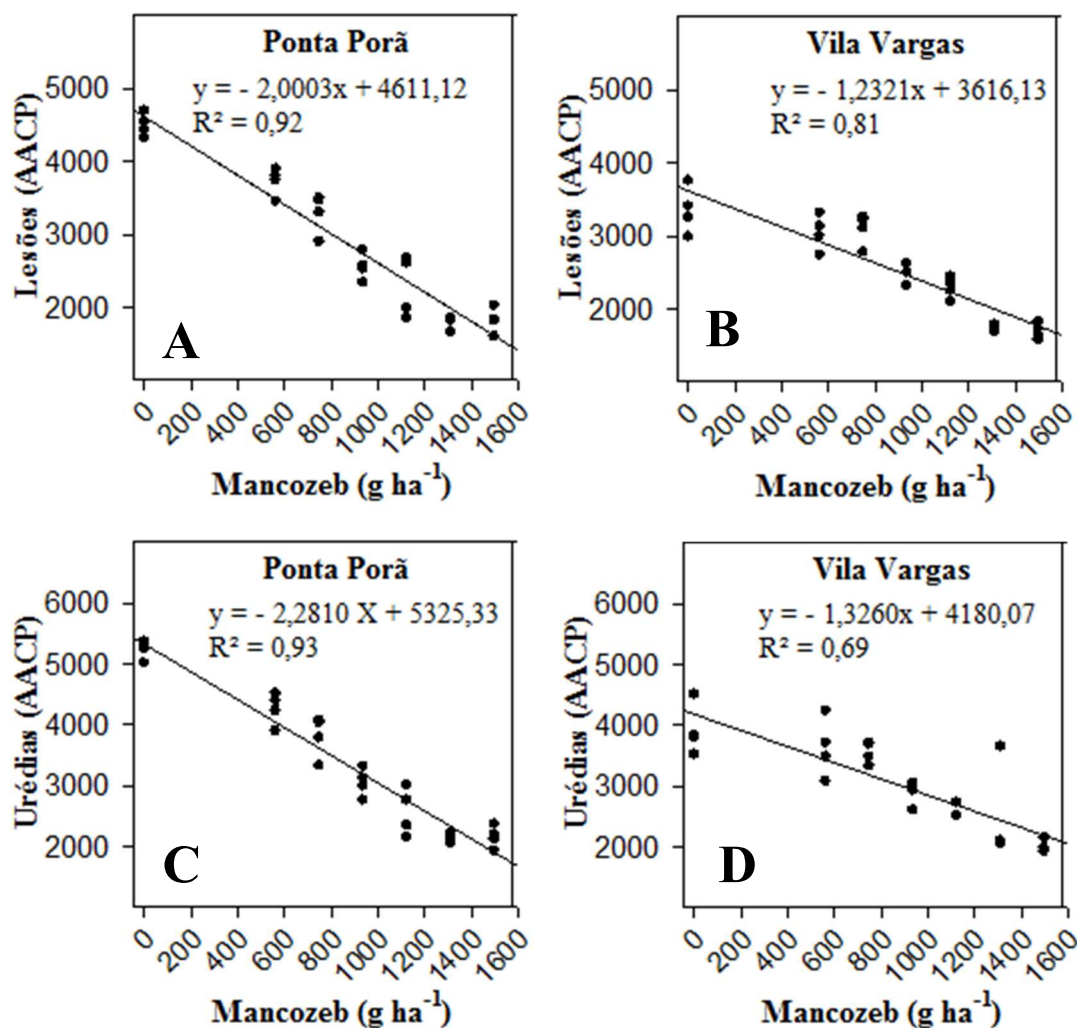 Ponta Porã
y = - 2,0003x + 4611,12
R² = 0,92
Lesões (AACP)
5000
4000
3000
2000
A
0
200
400
600
800
1000
1200
1400
1600
Mancozeb (g ha⁻¹)
Vila Vargas
y = - 1,2321x + 3616,13
R² = 0,81
Lesões (AACP)
5000
4000
3000
2000
B
0
200
400
600
800
1000
1200
1400
1600
Mancozeb (g ha⁻¹)
Ponta Porã
y = - 2,2810 X + 5325,33
R² = 0,93
Urédias (AACP)
6000
5000
4000
3000
2000
C
0
200
400
600
800
1000
1200
1400
1600
Mancozeb (g ha⁻¹)
Vila Vargas
y = - 1,3260x + 4180,07
R² = 0,69
Urédias (AACP)
6000
5000
4000
3000
2000
D
0
200
400
600
800
1000
1200
1400
1600
Mancozeb (g ha⁻¹)